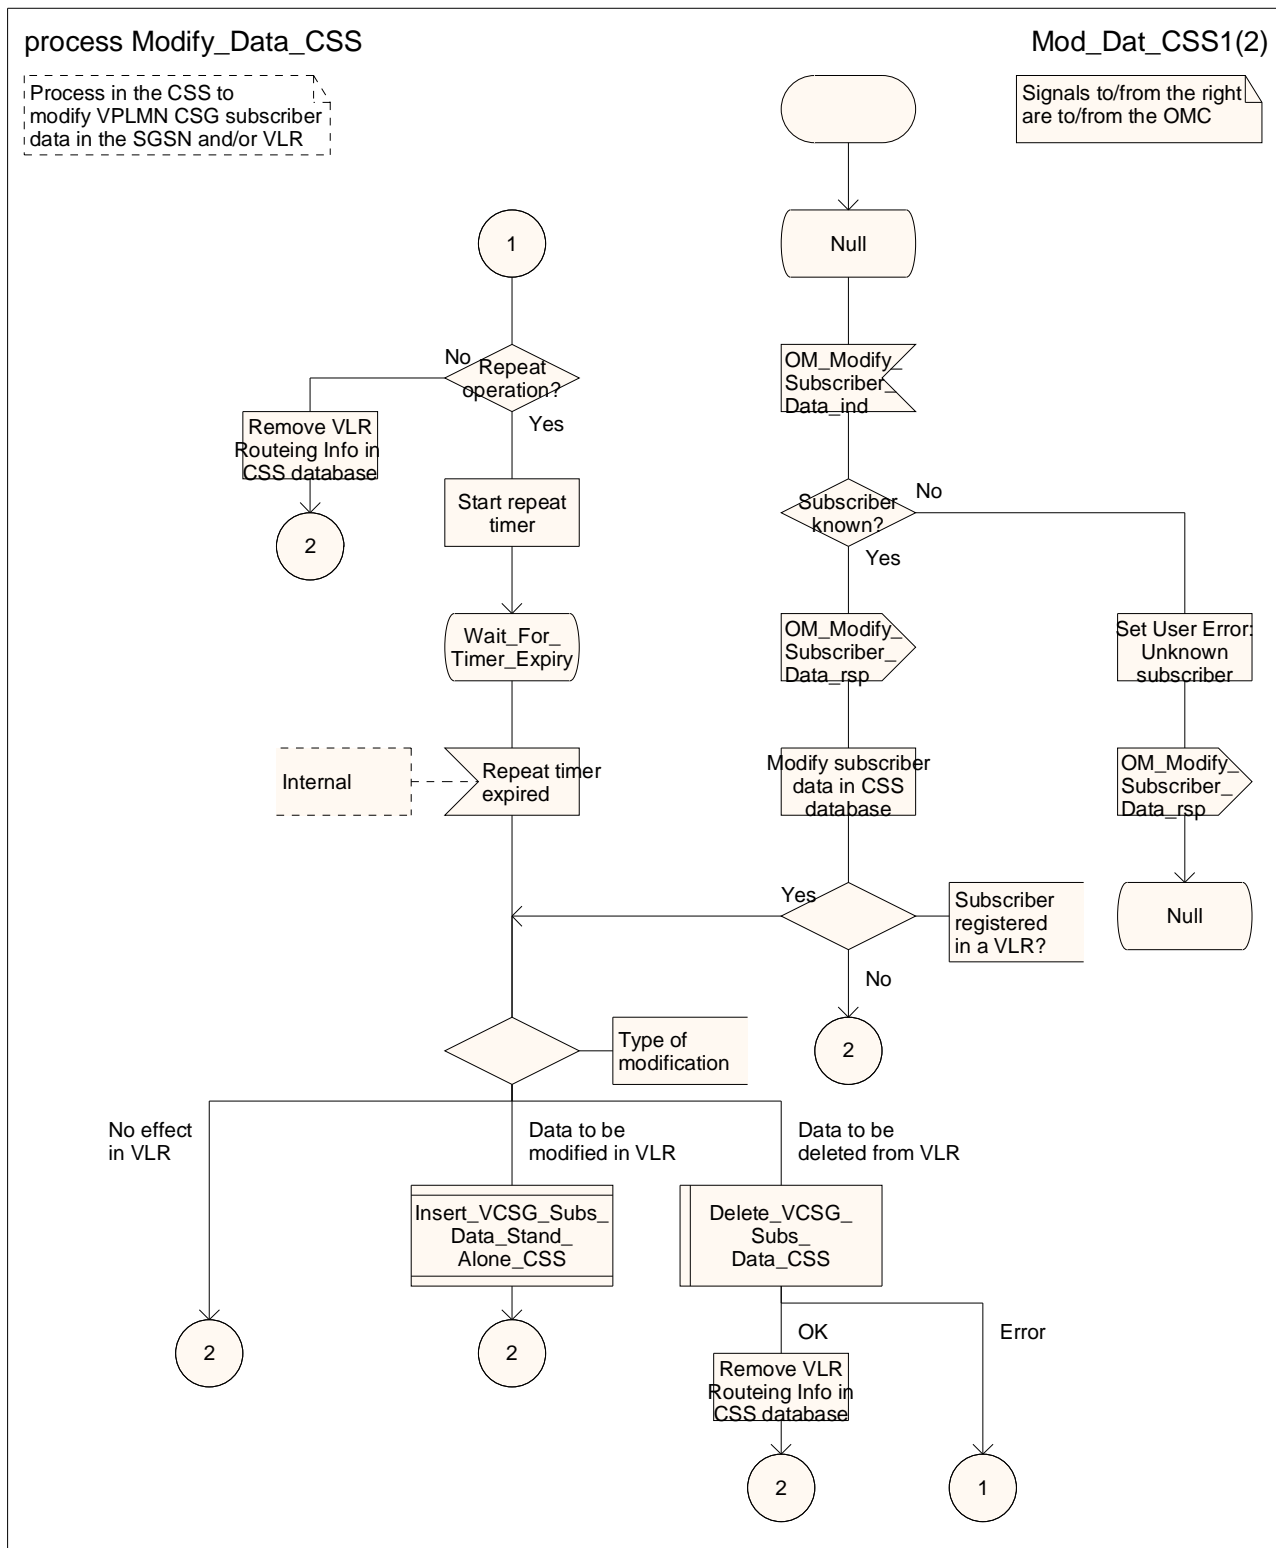 process Modify_Data_CSS
Mod_Dat_CSS1(2)
Process in the CSS to
modify VPLMN CSG subscriber
data in the SGSN and/or VLR
Signals to/from the right
are to/from the OMC
Null
1
OM_Modify_
Subscriber_
Data_ind
No
Repeat
operation?
Yes
Remove VLR
Routeing Info in
CSS database
2
Start repeat
timer
Subscriber
known?
No
Yes
Wait_For_
Timer_Expiry
OM_Modify_
Subscriber_
Data_rsp
Set User Error:
Unknown
subscriber
Internal
Repeat timer
expired
Modify subscriber
data in CSS
database
OM_Modify_
Subscriber_
Data_rsp
Yes
Subscriber
registered
in a VLR?
Null
No
2
Type of
modification
No effect
in VLR
Data to be
modified in VLR
Data to be
deleted from VLR
Insert_VCSG_Subs_
Data_Stand_
Alone_CSS
Delete_VCSG_
Subs_
Data_CSS
2
2
OK
Error
Remove VLR
Routeing Info in
CSS database
2
1